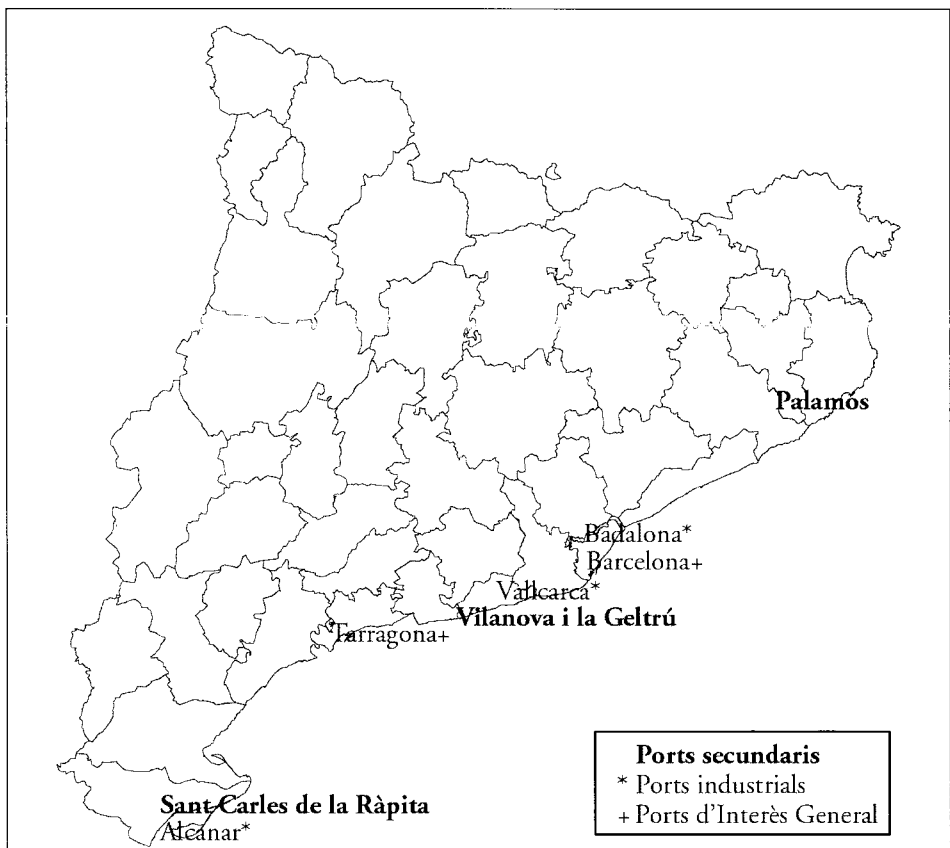 Palamós
Badalona*
Barcelona+
Vallcarca*
Vilanova i la Geltrú
Tarragona+
Ports secundaris
* Ports industrials
+ Ports d'Interès General
Sant Carles de la Ràpita
Alcanar*